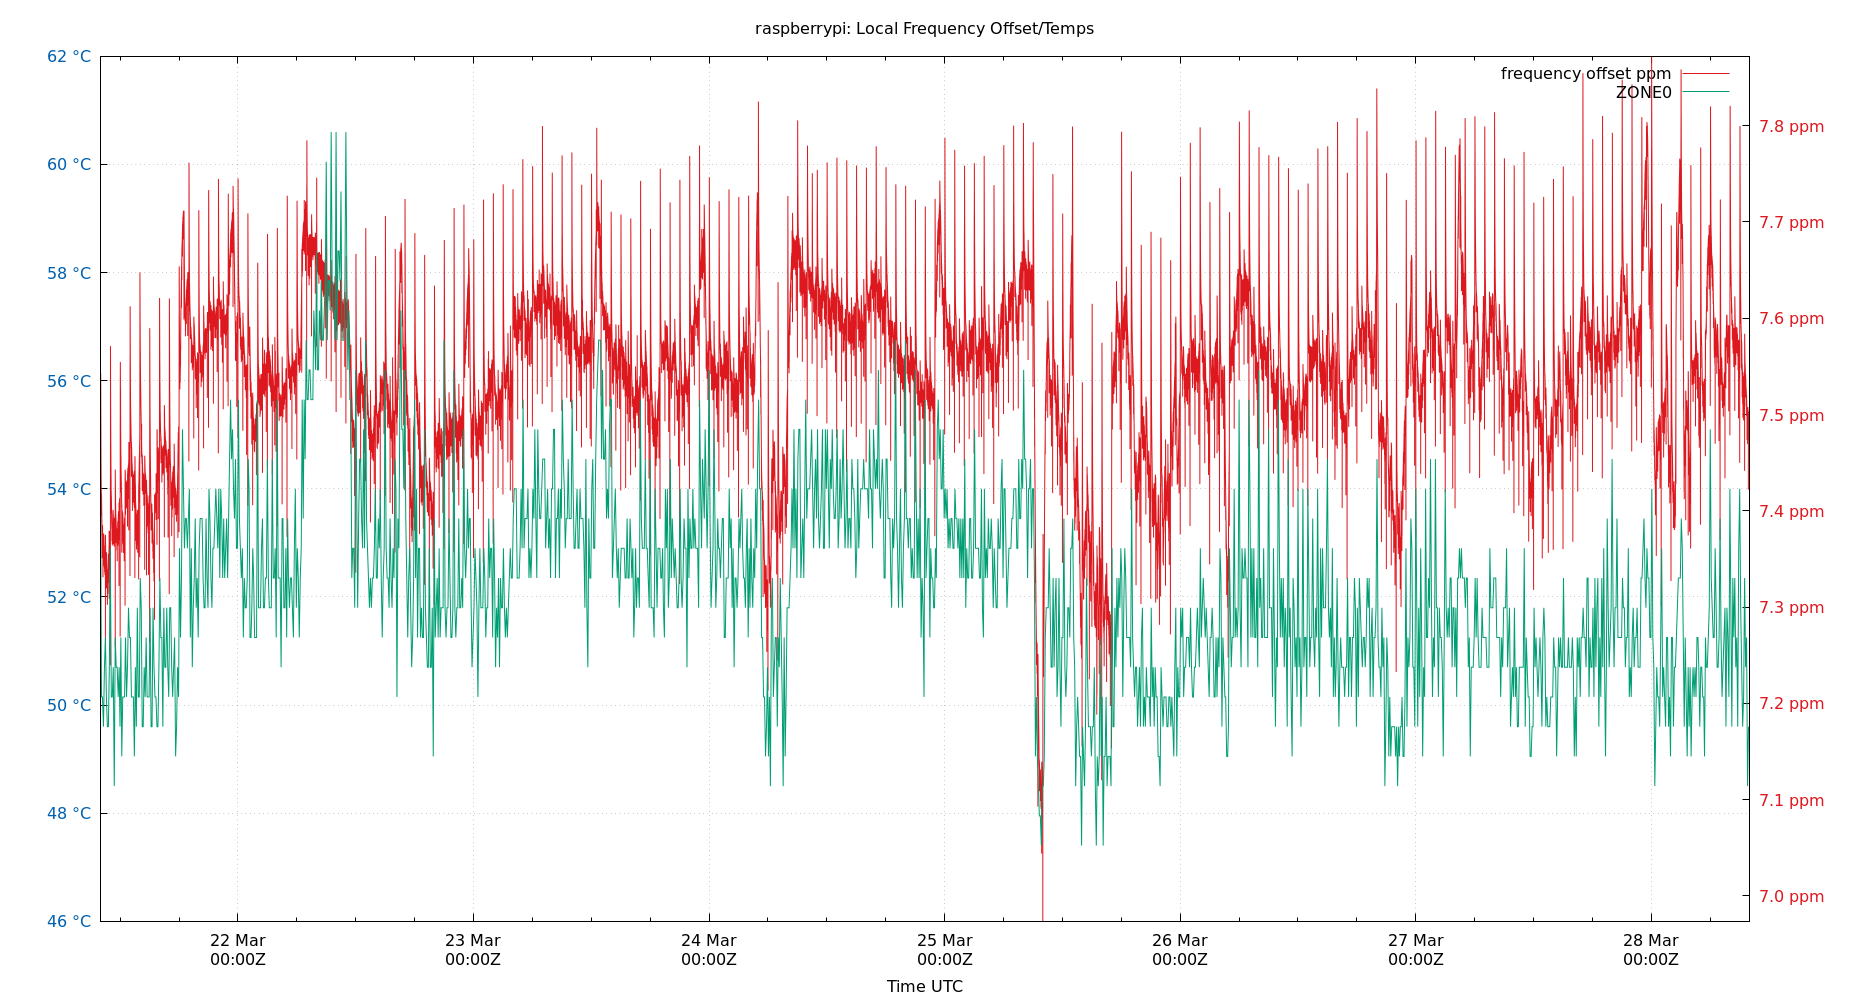 raspberrypi: Local Frequency Offset/Temps
62 °C
60 °C
58 °C
56 °C
54 °C
52 °C
50 °C
48 °C
46 °C
frequency offset ppm
ZONE0
7.8 ppm
7.7 ppm
7.6 ppm
7.5 ppm
7.4 ppm
7.3 ppm
7.2 ppm
7.1 ppm
7.0 ppm
22 Mar 23 Mar 24 Mar 25 Mar 26 Mar 27 Mar 28 Mar
00:00Z 00:00Z 00:00Z 00:00Z 00:00Z 00:00Z 00:00Z
Time UTC